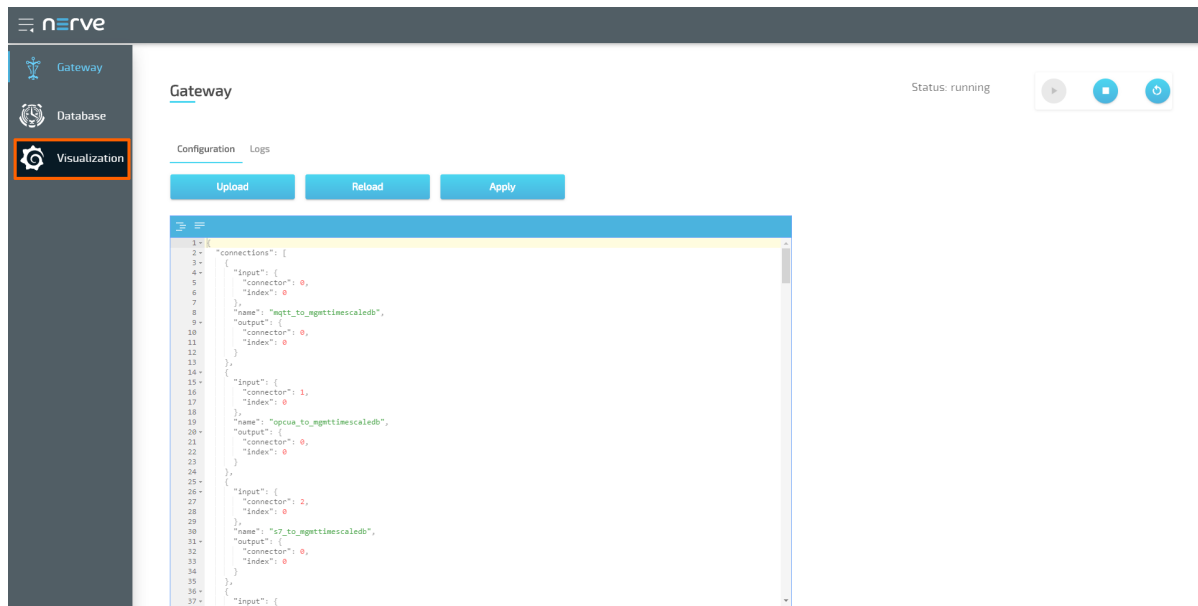 nerve
Gateway
Database
Visualization
Gateway
Status: running
Configuration Logs
Upload Reload Apply
1 {
2 "connections": [
3 {
4 "input": {
5 "connector": 0,
6 "index": 0
7 },
8 "name": "mqtt_to_mgmttimescaledb",
9 "output": {
10 "connector": 0,
11 "index": 0
12 }
13 },
14 {
15 "input": {
16 "connector": 1,
17 "index": 0
18 },
19 "name": "opcua_to_mgmttimescaledb",
20 "output": {
21 "connector": 0,
22 "index": 0
23 }
24 },
25 {
26 "input": {
27 "connector": 2,
28 "index": 0
29 },
30 "name": "s7_to_mgmttimescaledb",
31 "output": {
32 "connector": 0,
33 "index": 0
34 }
35 },
36 {
37 "input": {